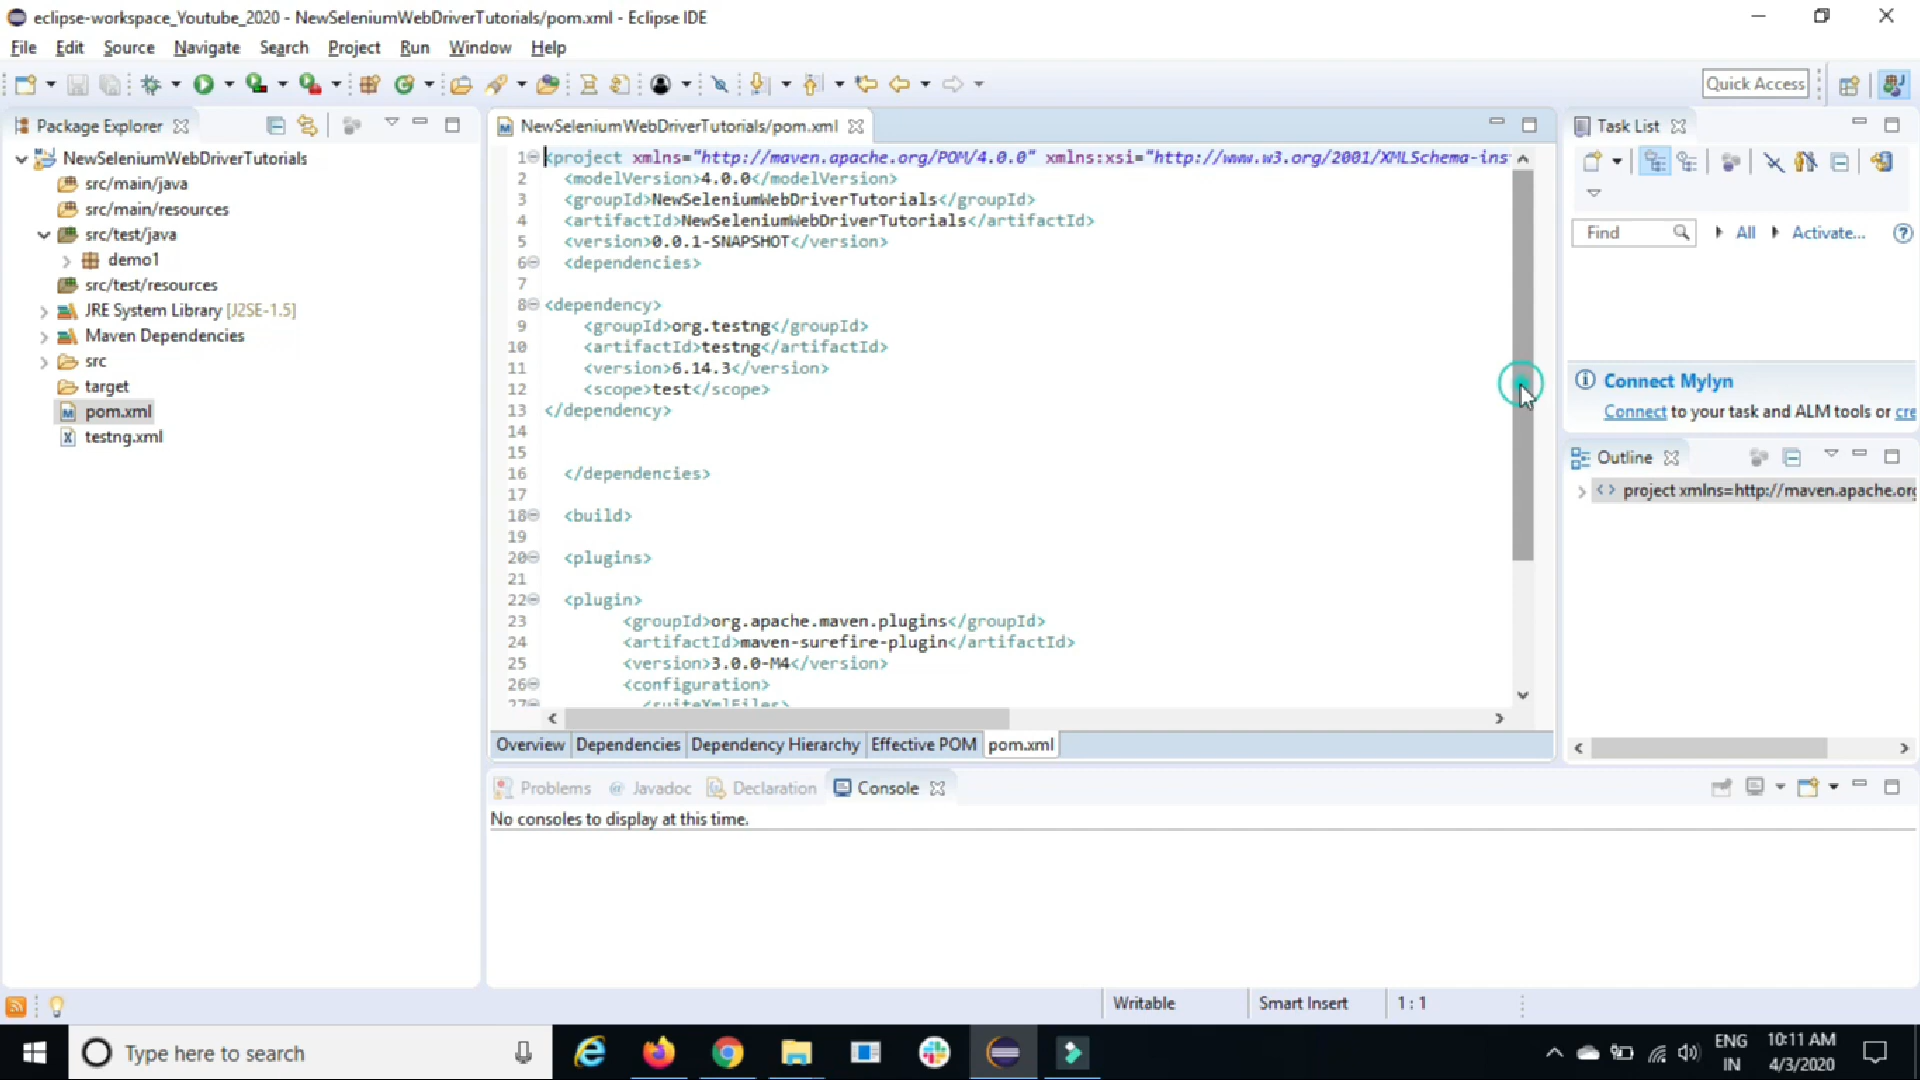 eclipse-workspace_Youtube_2020 - NewSeleniumWebDriverTutorials/pom.xml - Eclipse IDE
File Edit Source Navigate Search Project Run Window Help
Quick Access
Package Explorer
NewSeleniumWebDriverTutorials
src/main/java
src/main/resources
src/test/java
demo1
src/test/resources
JRE System Library [J2SE-1.5]
Maven Dependencies
src
target
pom.xml
testng.xml
NewSeleniumWebDriverTutorials/pom.xml
1 <project xmlns="http://maven.apache.org/POM/4.0.0" xmlns:xsi="http://www.w3.org/2001/XMLSchema-ins
2 <modelVersion>4.0.0</modelVersion>
3 <groupId>NewSeleniumWebDriverTutorials</groupId>
4 <artifactId>NewSeleniumWebDriverTutorials</artifactId>
5 <version>0.0.1-SNAPSHOT</version>
6 <dependencies>
7
8 <dependency>
9 <groupId>org.testng</groupId>
10 <artifactId>testng</artifactId>
11 <version>6.14.3</version>
12 <scope>test</scope>
13 </dependency>
14
15
16 </dependencies>
17
18 <build>
19
20 <plugins>
21
22 <plugin>
23 <groupId>org.apache.maven.plugins</groupId>
24 <artifactId>maven-surefire-plugin</artifactId>
25 <version>3.0.0-M4</version>
26 <configuration>
27 <suiteXmlFiles>
Overview Dependencies Dependency Hierarchy Effective POM pom.xml
Task List
Find All Activate...
Connect Mylyn
Connect to your task and ALM tools or cre
Outline
project xmlns=http://maven.apache.org
Problems @ Javadoc Declaration Console
No consoles to display at this time.
Writable Smart Insert 1 : 1
Type here to search
ENG
IN
10:11 AM
4/3/2020